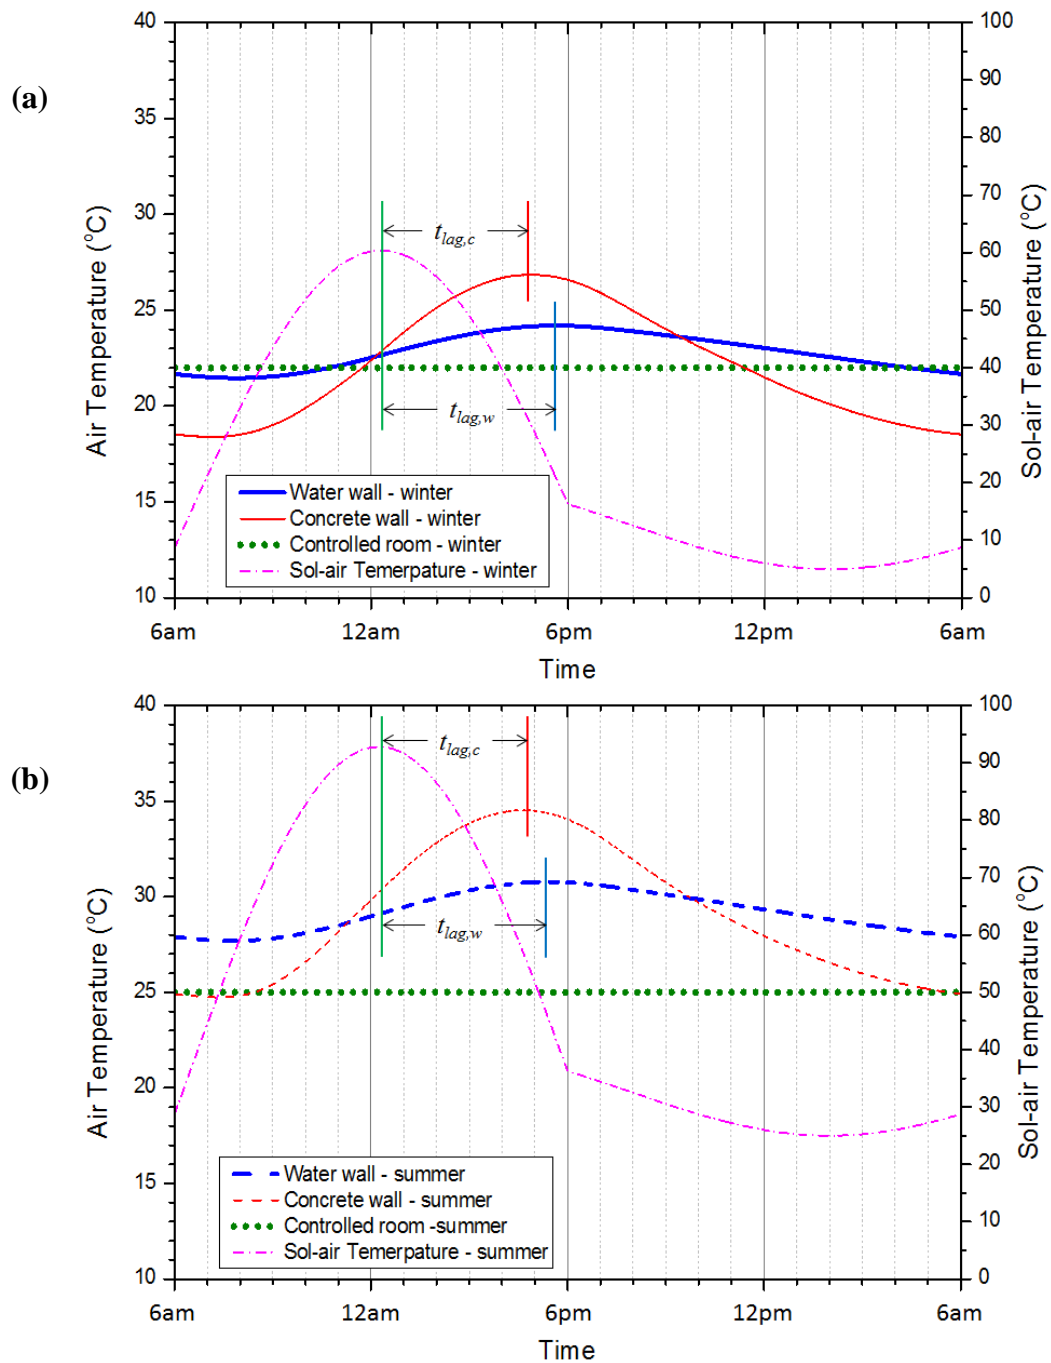 (a)
40
35
30
25
20
15
10
Air Temperature (°C)
100
90
80
70
60
50
40
30
20
10
0
Sol-air Temperature (°C)
t_lag,c
t_lag,w
Water wall - winter
Concrete wall - winter
Controlled room - winter
Sol-air Temerpature - winter
6am 12am 6pm 12pm 6am
Time
(b)
40
35
30
25
20
15
10
Air Temperature (°C)
100
90
80
70
60
50
40
30
20
10
0
Sol-air Temperature (°C)
t_lag,c
t_lag,w
Water wall - summer
Concrete wall - summer
Controlled room -summer
Sol-air Temerpature - summer
6am 12am 6pm 12pm 6am
Time